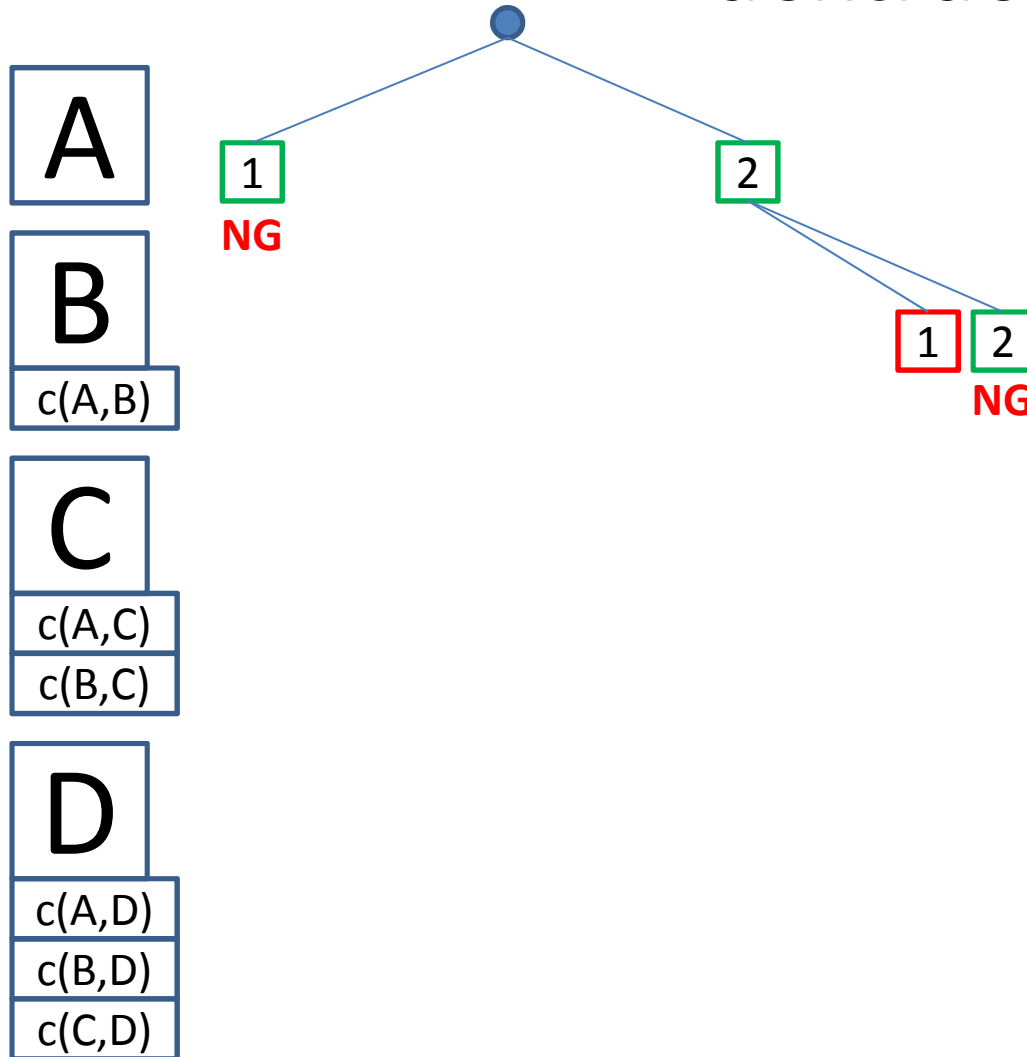 A
1 2
NG
B
1 2
c(A,B)
NG
C
c(A,C)
c(B,C)
D
c(A,D)
c(B,D)
c(C,D)